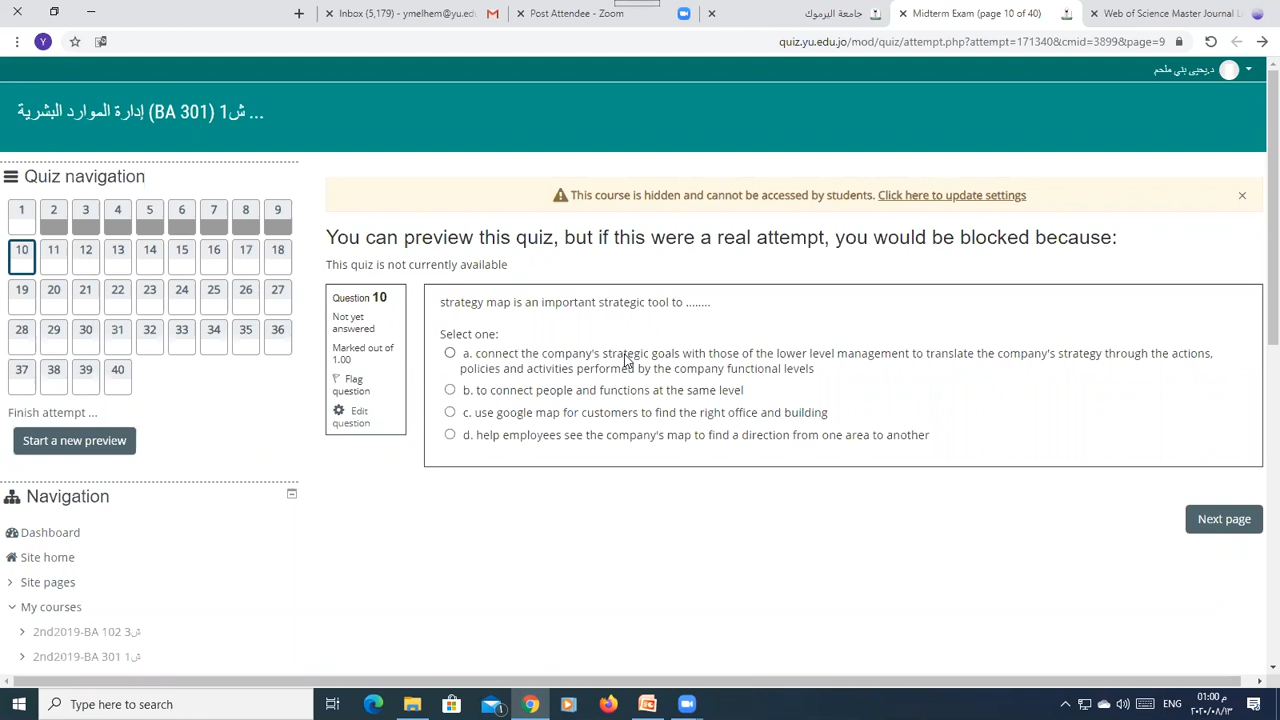 Inbox (5,179) - ymelhem@yu.edu
Post Attendee - Zoom
جامعة اليرموك
Midterm Exam (page 10 of 40)
Web of Science Master Journal L
Y
quiz.yu.edu.jo/mod/quiz/attempt.php?attempt=171340&cmid=3899&page=9
د.يحيى بني ملحم
إدارة الموارد البشرية (BA 301) ش1 ...
Quiz navigation
1 2 3 4 5 6 7 8 9
10 11 12 13 14 15 16 17 18
19 20 21 22 23 24 25 26 27
28 29 30 31 32 33 34 35 36
37 38 39 40
Finish attempt ...
Start a new preview
Navigation
Dashboard
Site home
Site pages
My courses
2nd2019-BA 102 ش3
2nd2019-BA 301 ش1
This course is hidden and cannot be accessed by students. Click here to update settings
You can preview this quiz, but if this were a real attempt, you would be blocked because:
This quiz is not currently available
Question 10
Not yet
answered
Marked out of
1.00
Flag
question
Edit
question
strategy map is an important strategic tool to ........
Select one:
a. connect the company's strategic goals with those of the lower level management to translate the company's strategy through the actions,
policies and activities performed by the company functional levels
b. to connect people and functions at the same level
c. use google map for customers to find the right office and building
d. help employees see the company's map to find a direction from one area to another
Next page
Type here to search
ENG
01:00 م
٢٠٢٠/٠٨/١٣